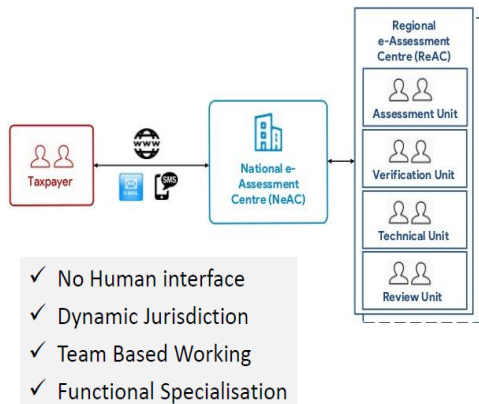 Regional
e-Assessment
Centre (ReAC)
Assessment Unit
Verification Unit
Technical Unit
Review Unit
WWW
Taxpayer
E-MAIL
SMS
National e-
Assessment
Centre (NeAC)
✓ No Human interface
✓ Dynamic Jurisdiction
✓ Team Based Working
✓ Functional Specialisation